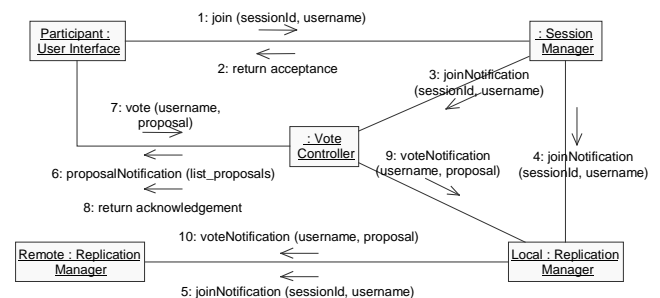 1: join (sessionId, username)
Participant :
User Interface
: Session
Manager
2: return acceptance
3: joinNotification
(sessionId, username)
7: vote (username,
proposal)
: Vote
Controller
9: voteNotification
(username, proposal)
4: joinNotification
(sessionId, username)
6: proposalNotification (list_proposals)
8: return acknowledgement
10: voteNotification (username, proposal)
Remote : Replication
Manager
Local : Replication
Manager
5: joinNotification (sessionId, username)